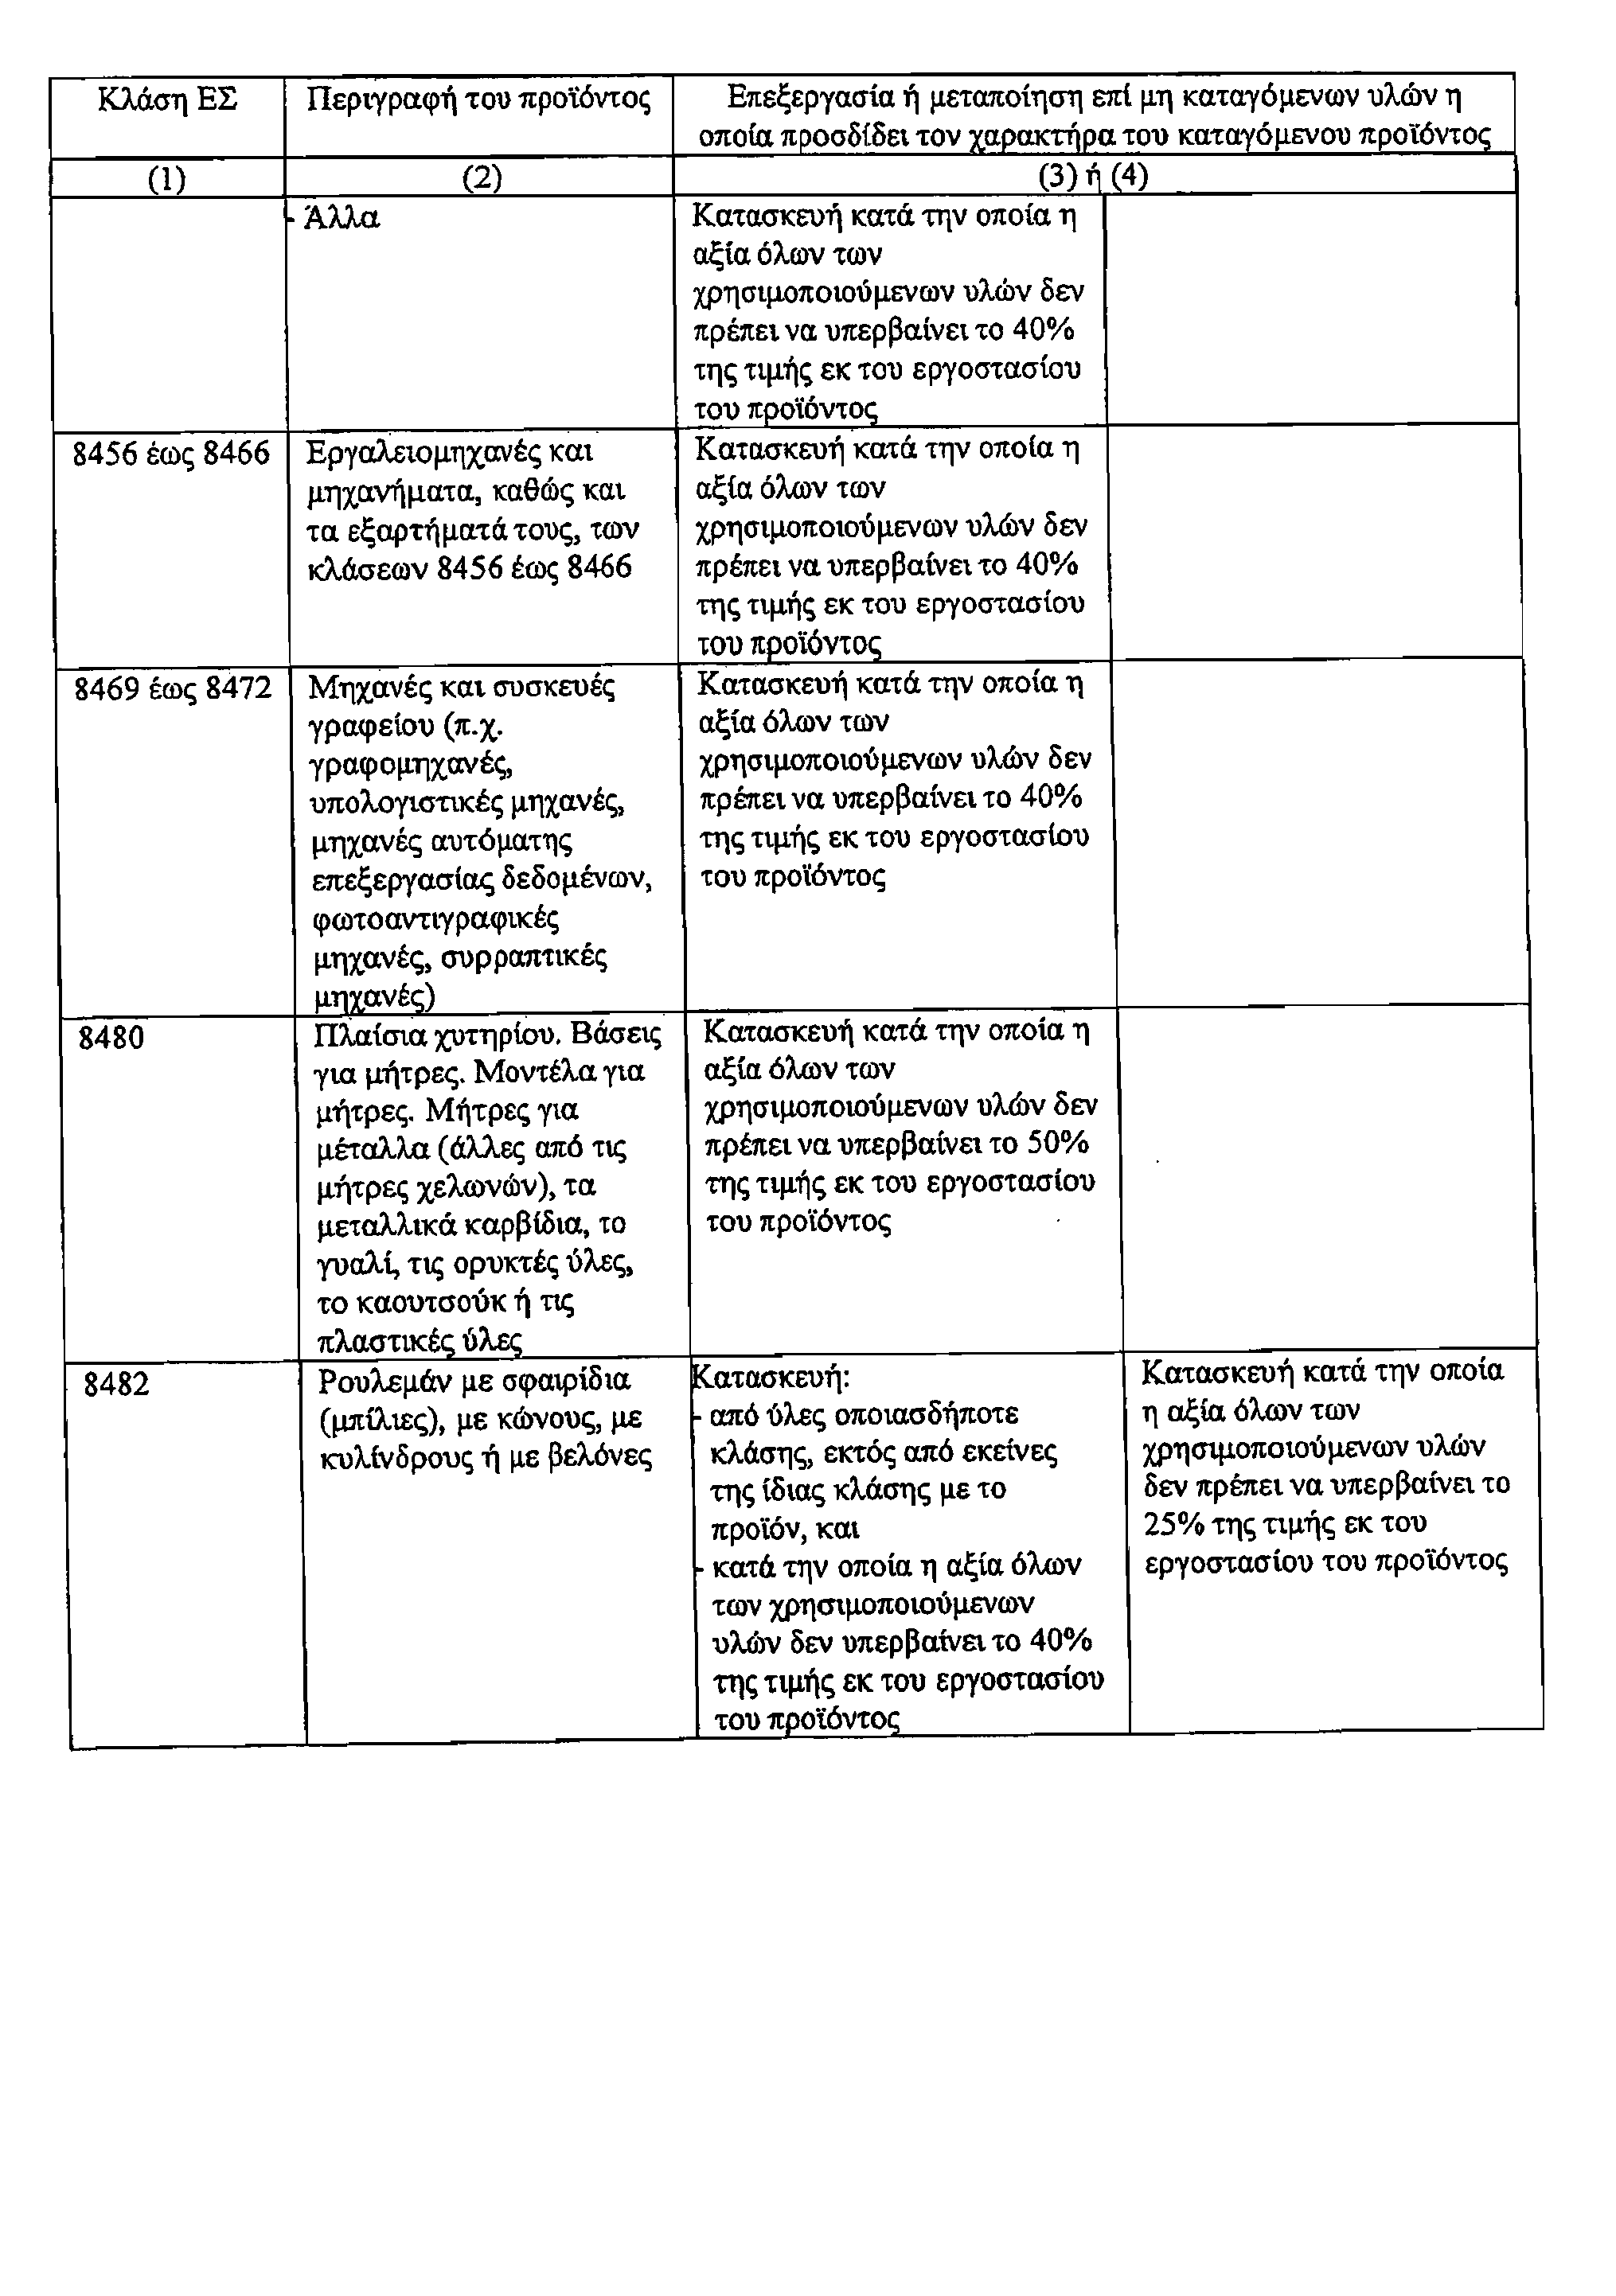 Κλάση ΕΣ
Περιγραφή του προϊόντος
Επεξεργασία ή μεταποίηση επί μη καταγόμενων υλών η
οποία προσδίδει τον χαρακτήρα του καταγόμενου προϊόντος
(1)
(2)
(3) ή (4)
- Άλλα
Κατασκευή κατά την οποία η
αξία όλων των
χρησιμοποιούμενων υλών δεν
πρέπει να υπερβαίνει το 40%
της τιμής εκ του εργοστασίου
του προϊόντος
8456 έως 8466
Εργαλειομηχανές και
μηχανήματα, καθώς και
τα εξαρτήματά τους, των
κλάσεων 8456 έως 8466
Κατασκευή κατά την οποία η
αξία όλων των
χρησιμοποιούμενων υλών δεν
πρέπει να υπερβαίνει το 40%
της τιμής εκ του εργοστασίου
του προϊόντος
8469 έως 8472
Μηχανές και συσκευές
γραφείου (π.χ.
γραφομηχανές,
υπολογιστικές μηχανές,
μηχανές αυτόματης
επεξεργασίας δεδομένων,
φωτοαντιγραφικές
μηχανές, συρραπτικές
μηχανές)
Κατασκευή κατά την οποία η
αξία όλων των
χρησιμοποιούμενων υλών δεν
πρέπει να υπερβαίνει το 40%
της τιμής εκ του εργοστασίου
του προϊόντος
8480
Πλαίσια χυτηρίου. Βάσεις
για μήτρες. Μοντέλα για
μήτρες. Μήτρες για
μέταλλα (άλλες από τις
μήτρες χελωνών), τα
μεταλλικά καρβίδια, το
γυαλί, τις ορυκτές ύλες,
το καουτσούκ ή τις
πλαστικές ύλες
Κατασκευή κατά την οποία η
αξία όλων των
χρησιμοποιούμενων υλών δεν
πρέπει να υπερβαίνει το 50%
της τιμής εκ του εργοστασίου
του προϊόντος
8482
Ρουλεμάν με σφαιρίδια
(μπίλιες), με κώνους, με
κυλίνδρους ή με βελόνες
Κατασκευή:
- από ύλες οποιασδήποτε
κλάσης, εκτός από εκείνες
της ίδιας κλάσης με το
προϊόν, και
- κατά την οποία η αξία όλων
των χρησιμοποιούμενων
υλών δεν υπερβαίνει το 40%
της τιμής εκ του εργοστασίου
του προϊόντος
Κατασκευή κατά την οποία
η αξία όλων των
χρησιμοποιούμενων υλών
δεν πρέπει να υπερβαίνει το
25% της τιμής εκ του
εργοστασίου του προϊόντος